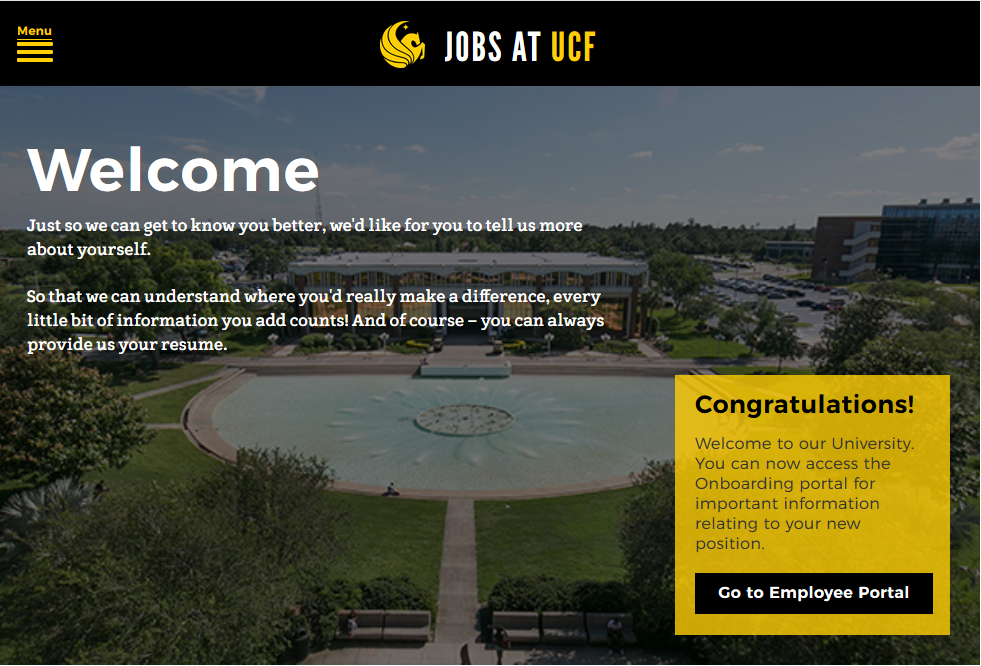 Menu
JOBS AT UCF
Welcome
Just so we can get to know you better, we'd like for you to tell us more
about yourself.
So that we can understand where you'd really make a difference, every
little bit of information you add counts! And of course – you can always
provide us your resume.
Congratulations!
Welcome to our University.
You can now access the
Onboarding portal for
important information
relating to your new
position.
Go to Employee Portal